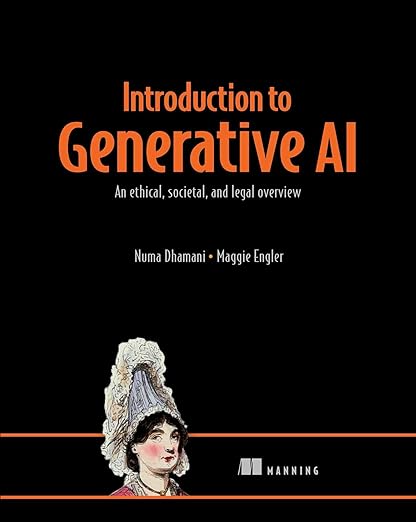 Introduction to
Generative AI
An ethical, societal, and legal overview
Numa Dhamani • Maggie Engler
MANNING